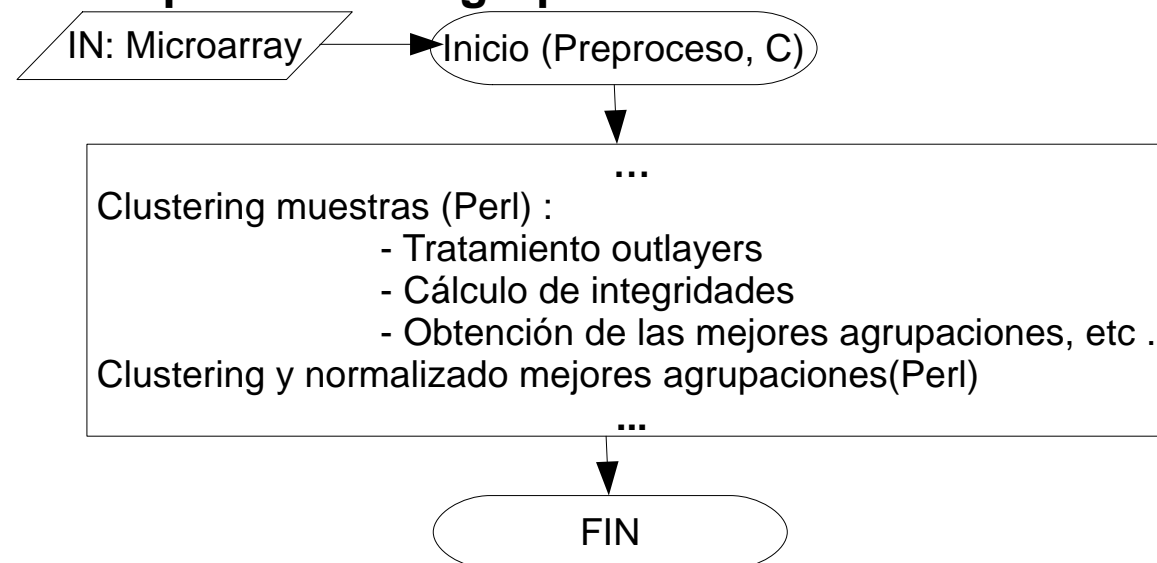 IN: Microarray
Inicio (Preproceso, C)
...
Clustering muestras (Perl) :
- Tratamiento outlayers
- Cálculo de integridades
- Obtención de las mejores agrupaciones, etc .
Clustering y normalizado mejores agrupaciones(Perl)
...
FIN